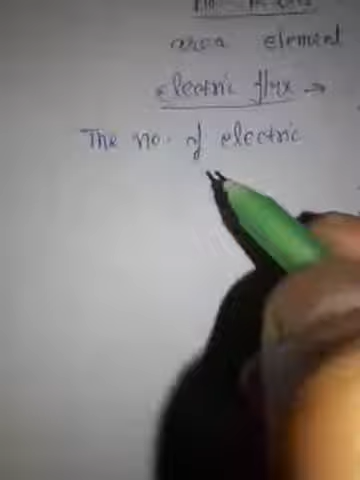 area element
electric flux →
The no. of electric